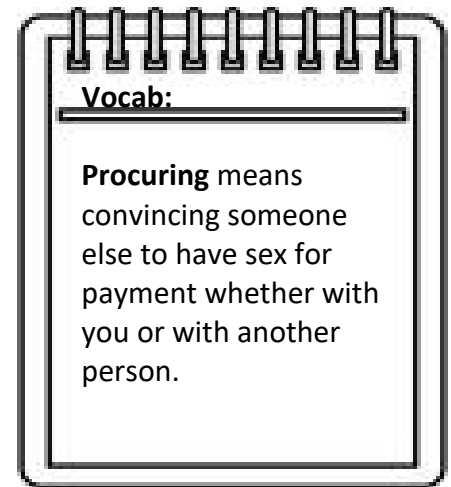 Vocab:
Procuring means
convincing someone
else to have sex for
payment whether with
you or with another
person.